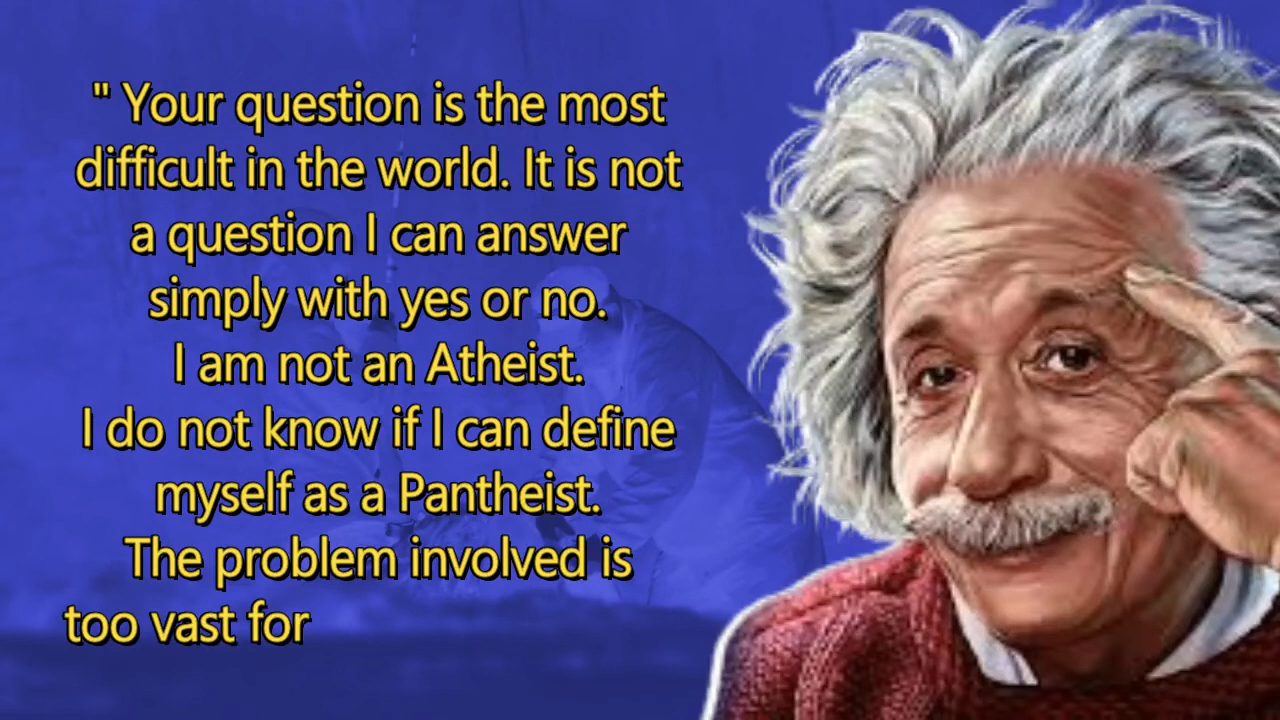 " Your question is the most
difficult in the world. It is not
a question I can answer
simply with yes or no.
I am not an Atheist.
I do not know if I can define
myself as a Pantheist.
The problem involved is
too vast for